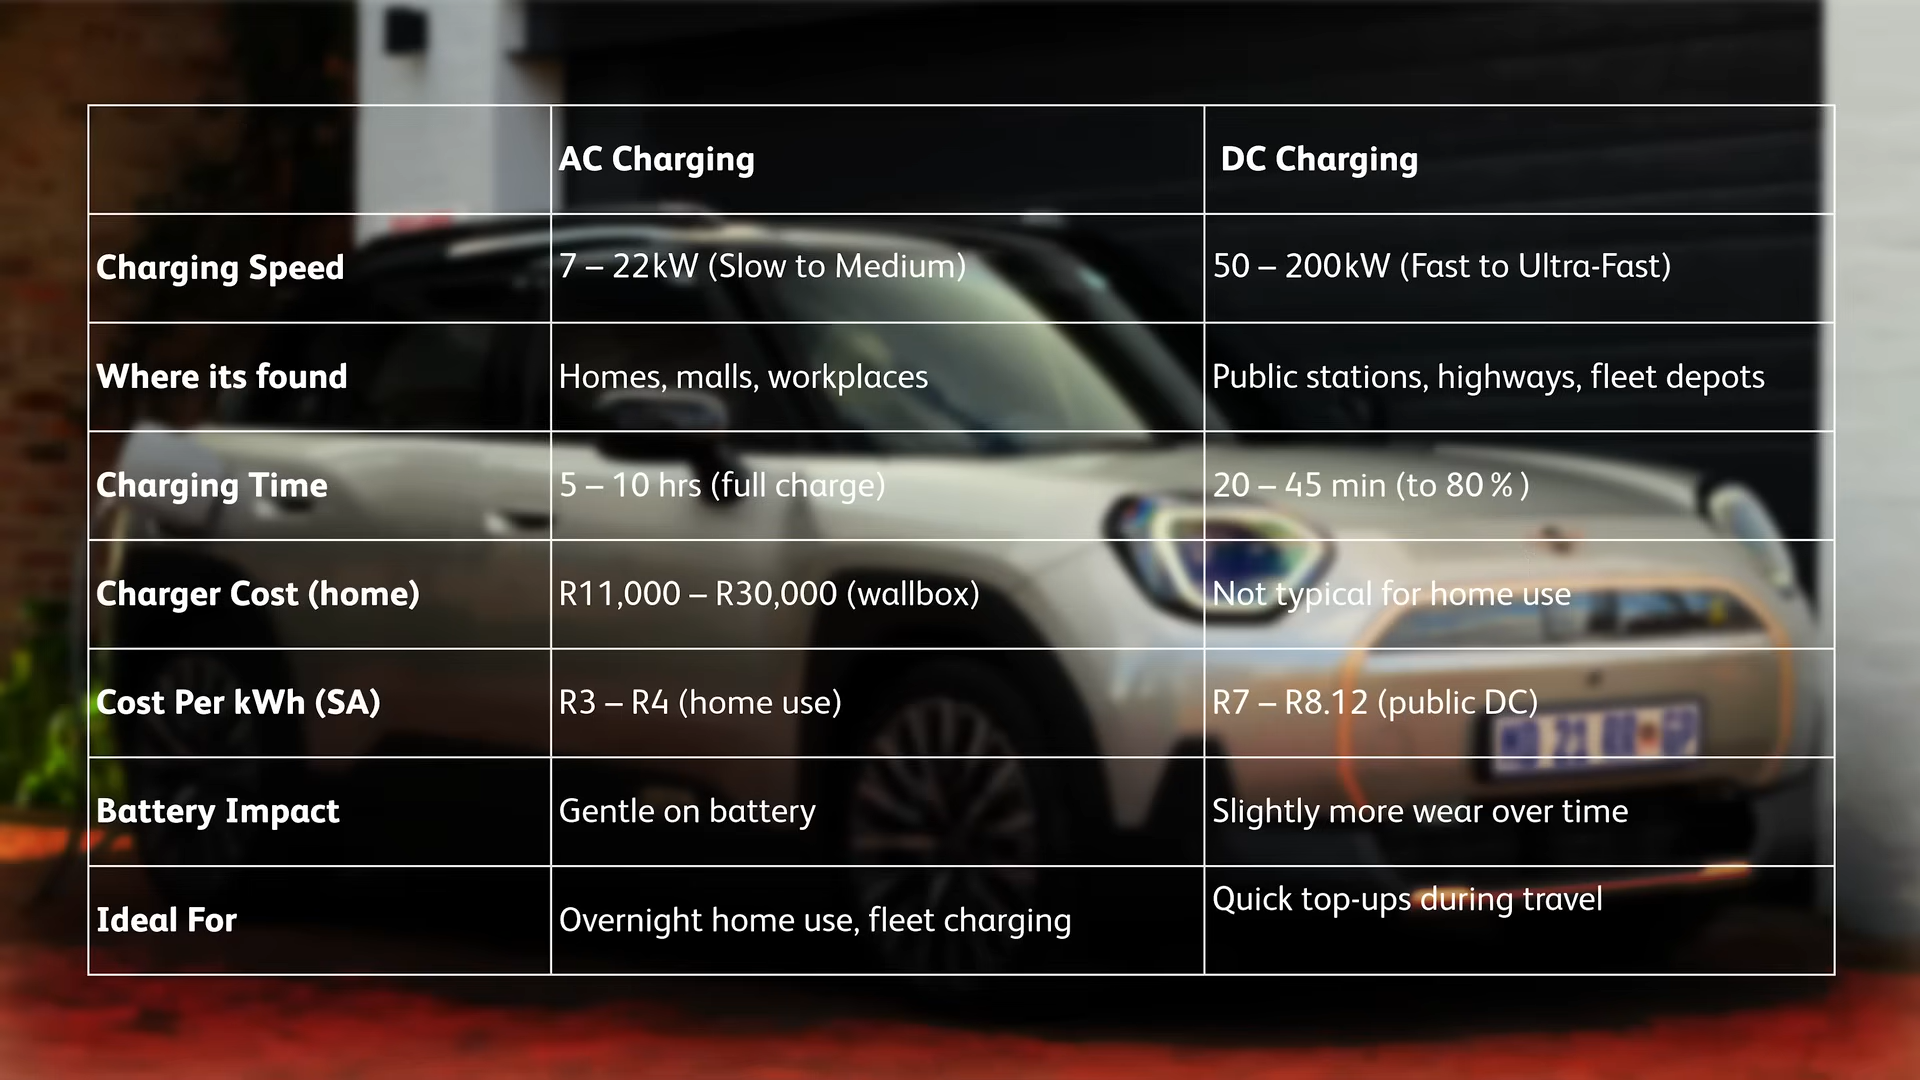 AC Charging
DC Charging
Charging Speed
7 – 22kW (Slow to Medium)
50 – 200kW (Fast to Ultra-Fast)
Where its found
Homes, malls, workplaces
Public stations, highways, fleet depots
Charging Time
5 – 10 hrs (full charge)
20 – 45 min (to 80%)
Charger Cost (home)
R11,000 – R30,000 (wallbox)
Not typical for home use
Cost Per kWh (SA)
R3 – R4 (home use)
R7 – R8.12 (public DC)
Battery Impact
Gentle on battery
Slightly more wear over time
Ideal For
Overnight home use, fleet charging
Quick top-ups during travel